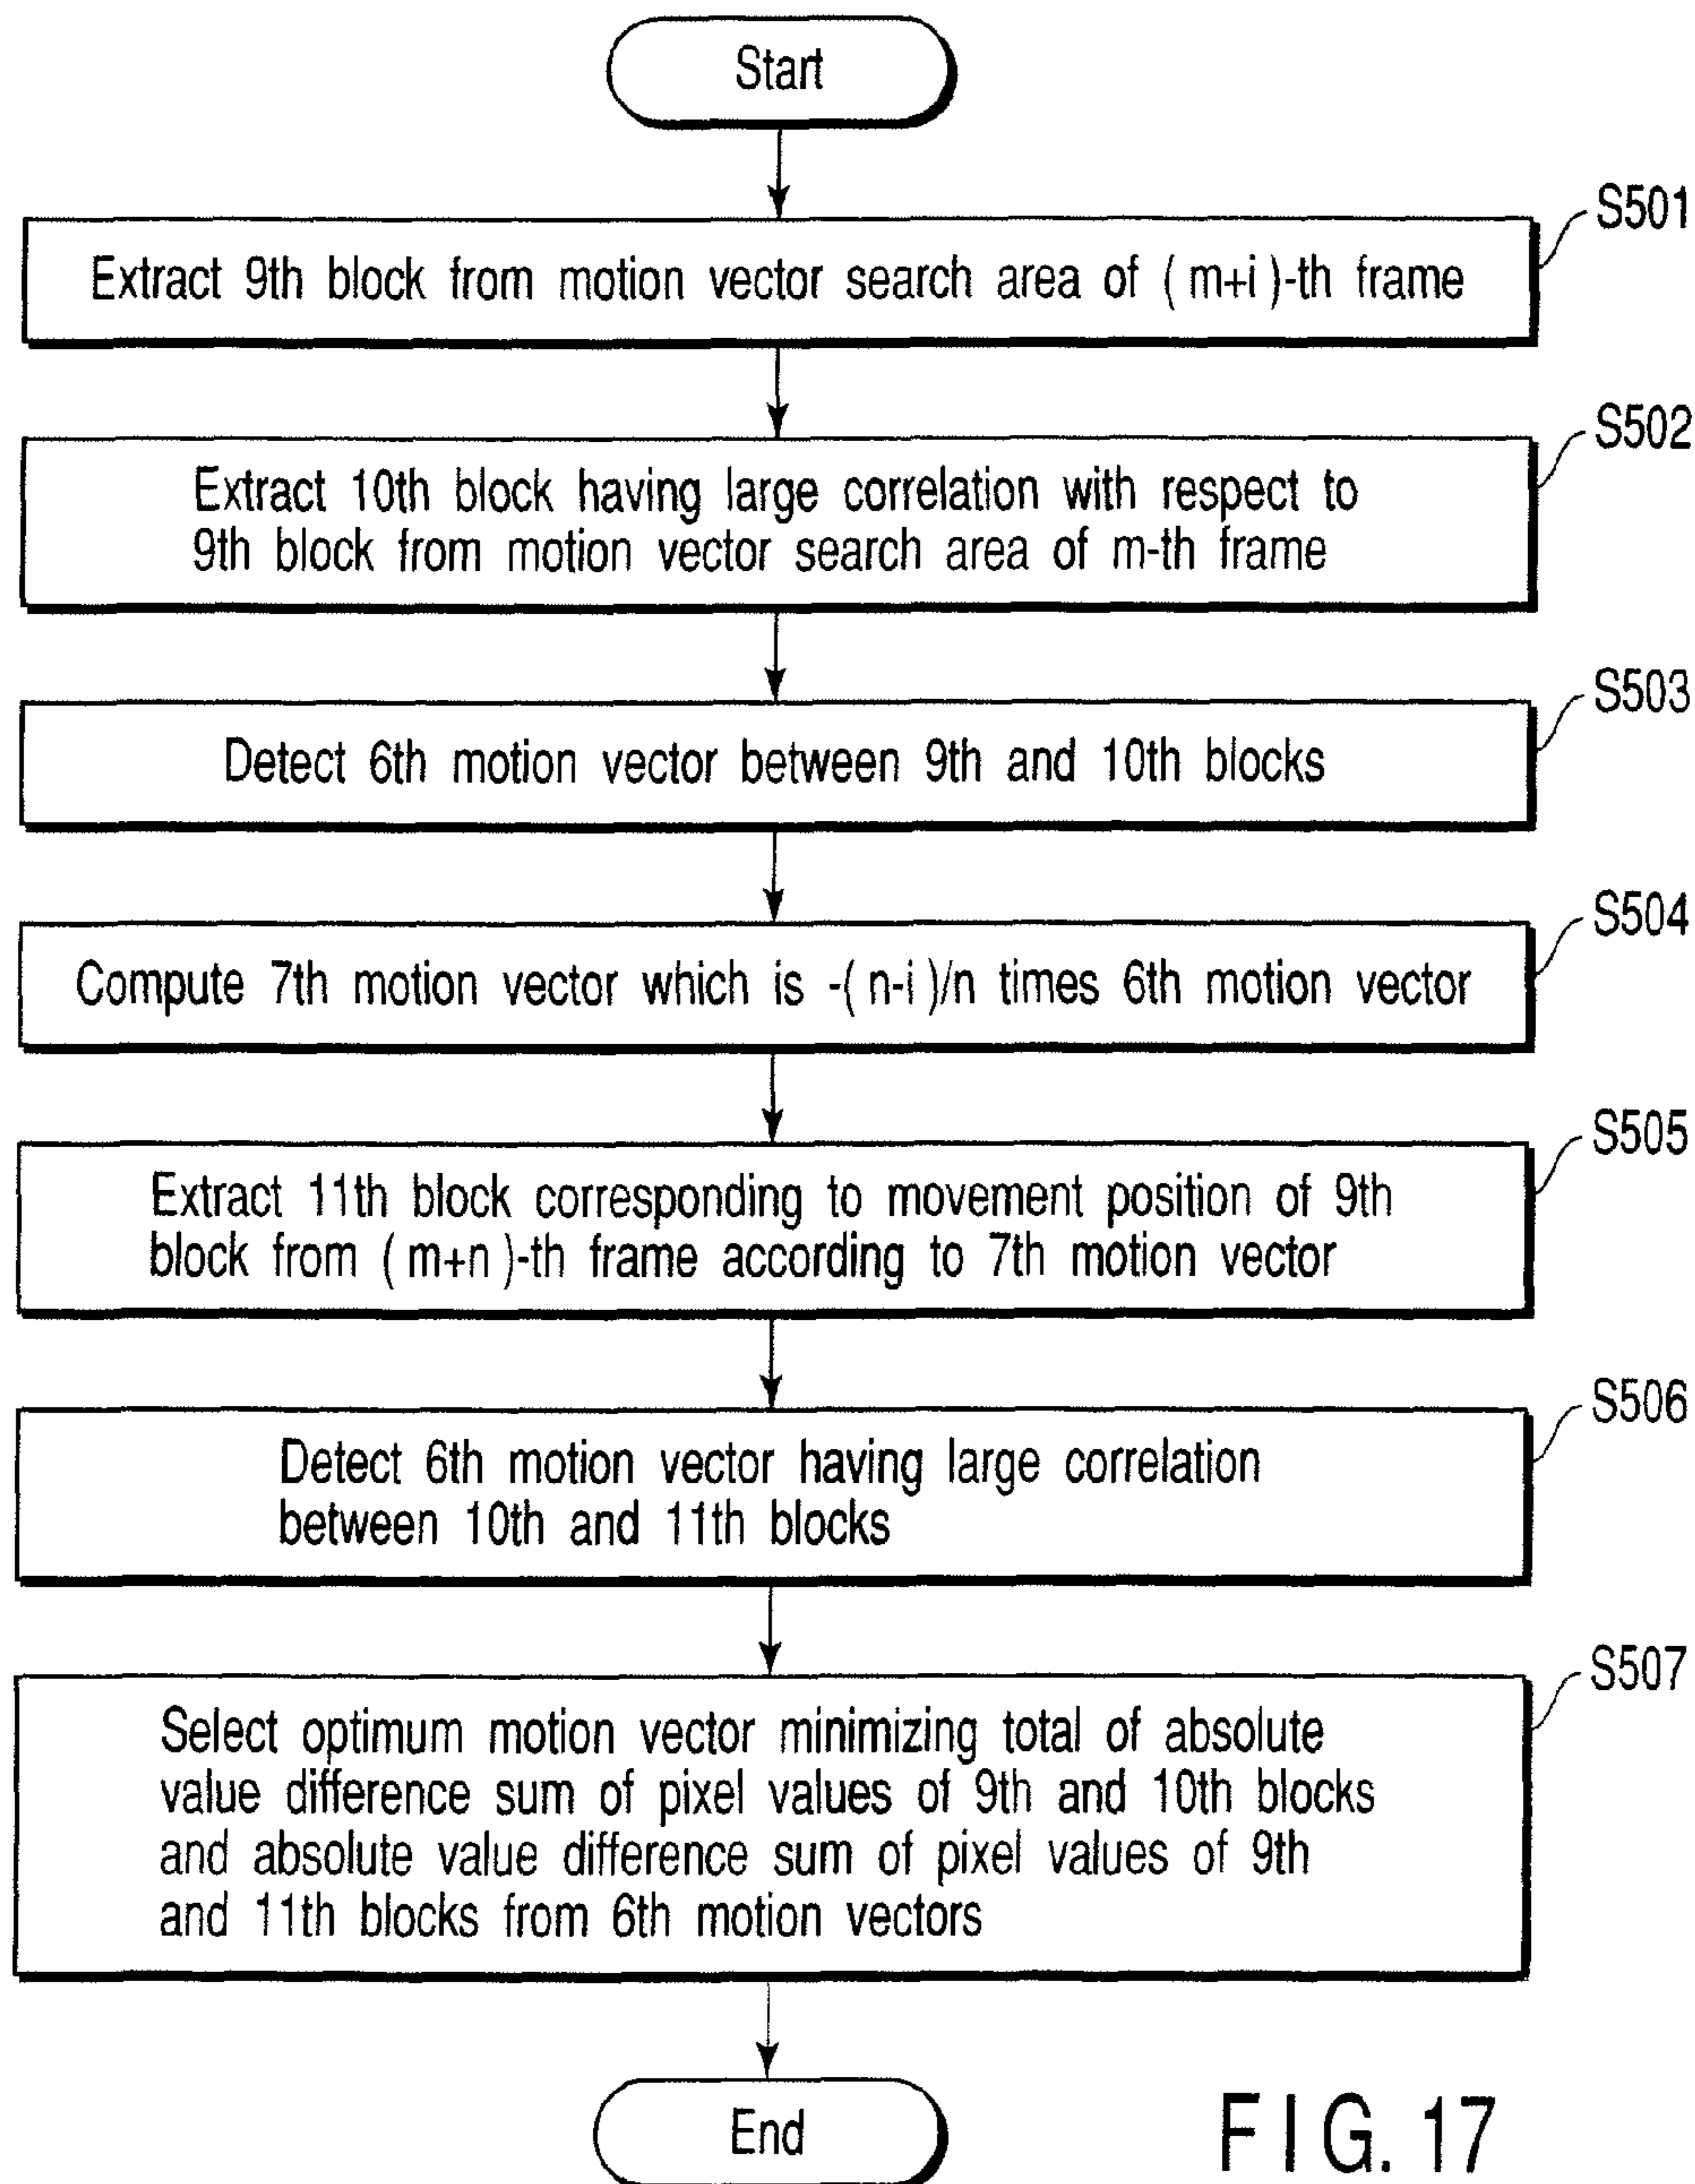 Start
S501
Extract 9th block from motion vector search area of ( m+i )-th frame
S502
Extract 10th block having large correlation with respect to
9th block from motion vector search area of m-th frame
S503
Detect 6th motion vector between 9th and 10th blocks
S504
Compute 7th motion vector which is -( n-i )/n times 6th motion vector
S505
Extract 11th block corresponding to movement position of 9th
block from ( m+n )-th frame according to 7th motion vector
S506
Detect 6th motion vector having large correlation
between 10th and 11th blocks
S507
Select optimum motion vector minimizing total of absolute
value difference sum of pixel values of 9th and 10th blocks
and absolute value difference sum of pixel values of 9th
and 11th blocks from 6th motion vectors
End
FIG. 17